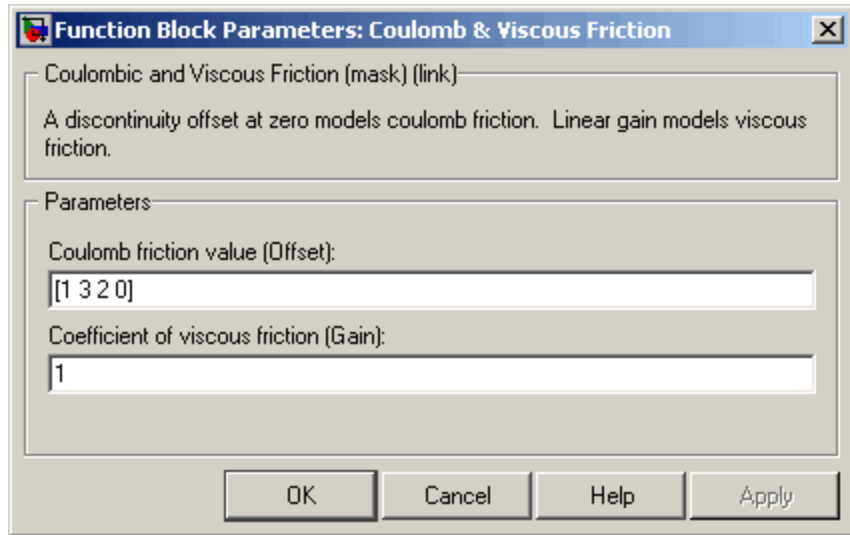 Function Block Parameters: Coulomb & Viscous Friction
Coulombic and Viscous Friction (mask) (link)
A discontinuity offset at zero models coulomb friction.  Linear gain models viscous
friction.
Parameters
Coulomb friction value (Offset):
[1 3 2 0]
Coefficient of viscous friction (Gain):
1
OK Cancel Help Apply